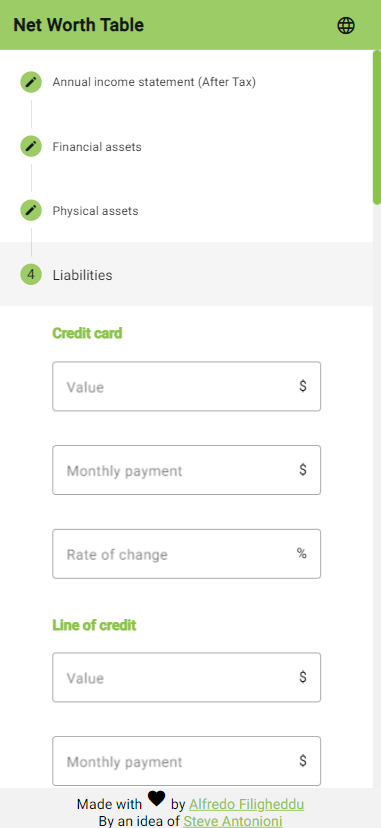 Net Worth Table
Annual income statement (After Tax)
Financial assets
Physical assets
4 Liabilities
Credit card
Value $
Monthly payment $
Rate of change %
Line of credit
Value $
Monthly payment $
Made with by Alfredo Filigheddu
By an idea of Steve Antonioni